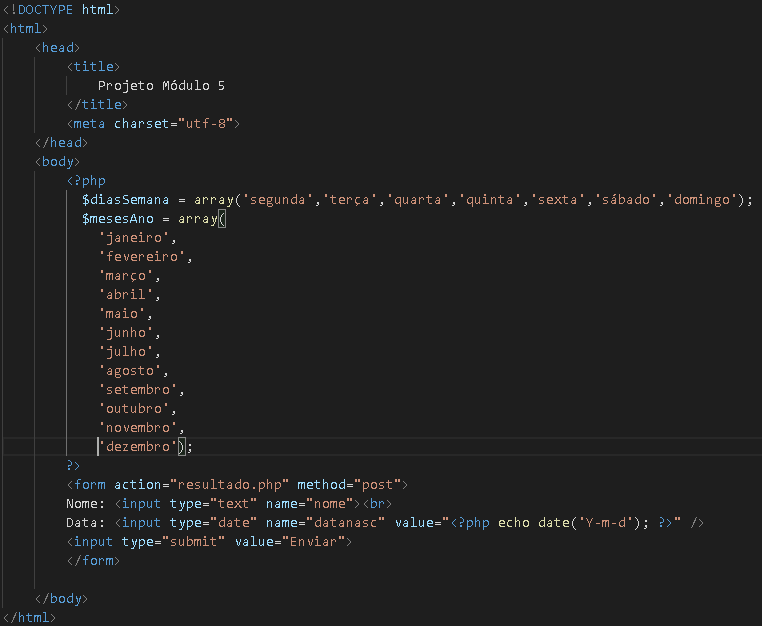 <!DOCTYPE html>
<html>
    <head>
        <title>
            Projeto Módulo 5
        </title>
        <meta charset="utf-8">
    </head>
    <body>
        <?php
          $diasSemana = array('segunda','terça','quarta','quinta','sexta','sábado','domingo');
          $mesesAno = array(
            'janeiro',
            'fevereiro',
            'março',
            'abril',
            'maio',
            'junho',
            'julho',
            'agosto',
            'setembro',
            'outubro',
            'novembro',
            'dezembro');
        ?>
        <form action="resultado.php" method="post">
        Nome: <input type="text" name="nome"><br>
        Data: <input type="date" name="datanasc" value="<?php echo date('Y-m-d'); ?>" />
        <input type="submit" value="Enviar">
        </form>
    </body>
</html>